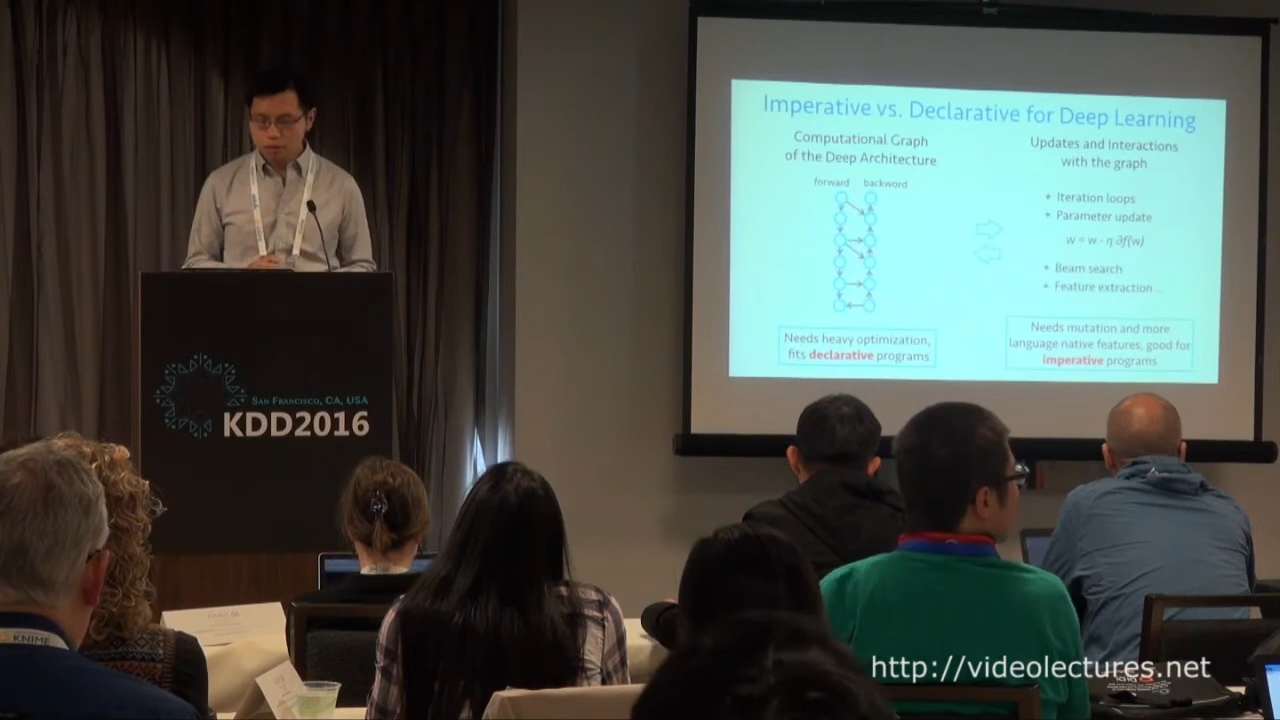 Imperative vs. Declarative for Deep Learning
Computational Graph
of the Deep Architecture
forward backword
Needs heavy optimization,
fits declarative programs
Updates and Interactions
with the graph
• Iteration loops
• Parameter update
w = w - η ∂f(w)
• Beam search
• Feature extraction ...
Needs mutation and more
language native features, good for
imperative programs
SAN FRANCISCO, CA, USA
KDD2016
KNIME
http://videolectures.net